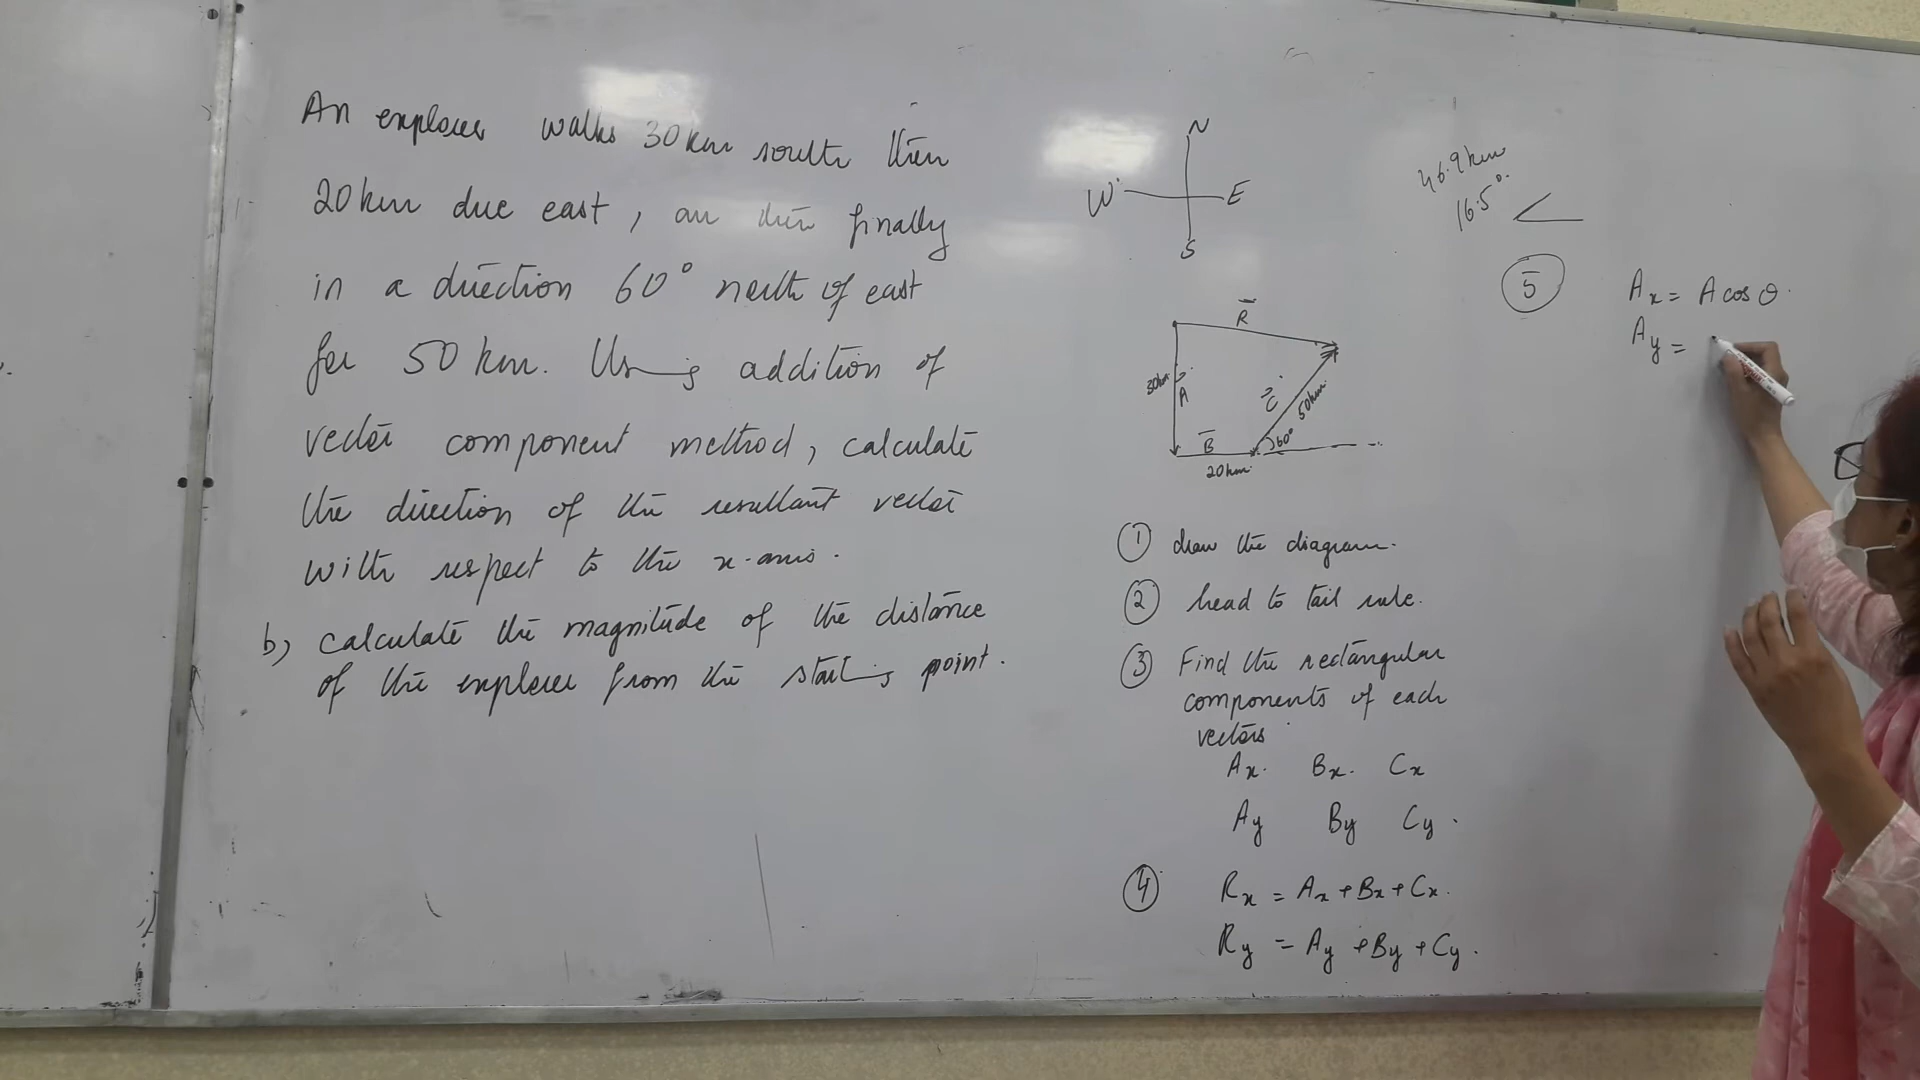 An explorer walks 30km south then
20km due east, an then finally
in a direction 60° north of east
for 50 km. Using addition of
vector component method, calculate
the direction of the resultant vector
with respect to the x-axis.
b) calculate the magnitude of the distance
of the explorer from the starting point.
N
W E
S
R
30km
A
B
20km
C
50km
60°
① draw the diagram.
② head to tail rule.
③ Find the rectangular
components of each
vectors
Ax. Bx. Cx
Ay By Cy.
④ Rx = Ax + Bx + Cx.
Ry = Ay + By + Cy.
46.9km
16.5°
⑤
Ax = A cos θ.
Ay =